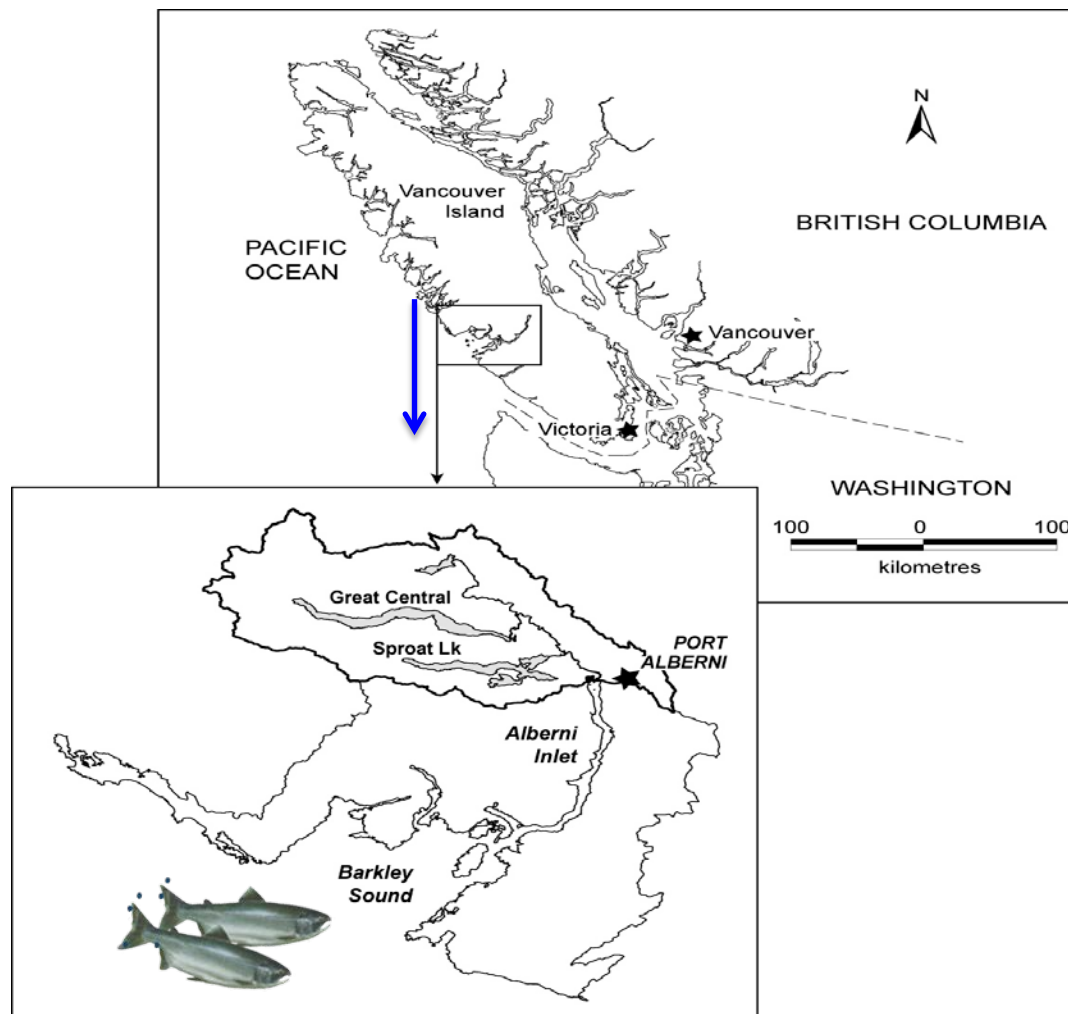 N
Vancouver
Island
BRITISH COLUMBIA
PACIFIC
OCEAN
Vancouver
Victoria
WASHINGTON
100 0 100
kilometres
Great Central
Sproat Lk
PORT
ALBERNI
Alberni
Inlet
Barkley
Sound